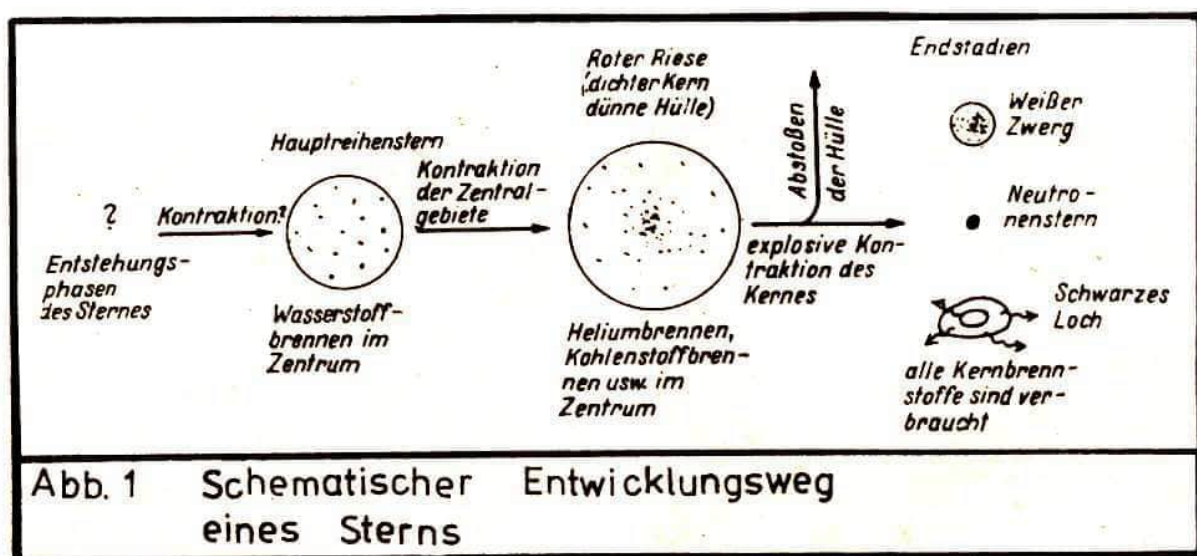 ?
Entstehungs-
phasen
des Sternes
Kontraktion?
Hauptreihenstern
Wasserstoff-
brennen im
Zentrum
Kontraktion
der Zentral-
gebiete
Roter Riese
(dichter Kern
dünne Hülle)
Heliumbrennen,
Kohlenstoffbren-
nen usw. im
Zentrum
Abstoßen
der Hülle
explosive Kon-
traktion des
Kernes
Endstadien
Weißer
Zwerg
Neutro-
nenstern
Schwarzes
Loch
alle Kernbrenn-
stoffe sind ver-
braucht
Abb. 1 Schematischer Entwicklungsweg
eines Sterns